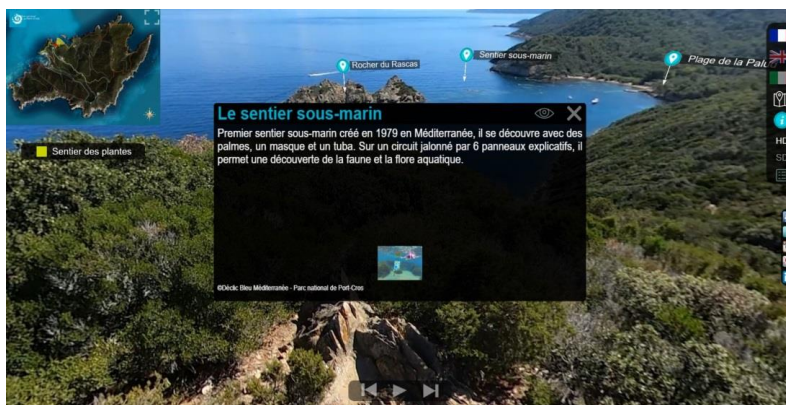 Rocher du Rascas
Sentier sous-marin
Plage de la Palu
Sentier des plantes
Le sentier sous-marin
Premier sentier sous-marin créé en 1979 en Méditerranée, il se découvre avec des
palmes, un masque et un tuba. Sur un circuit jalonné par 6 panneaux explicatifs, il
permet une découverte de la faune et la flore aquatique.
©Déclic Bleu Méditerranée - Parc national de Port-Cros
HD
SD